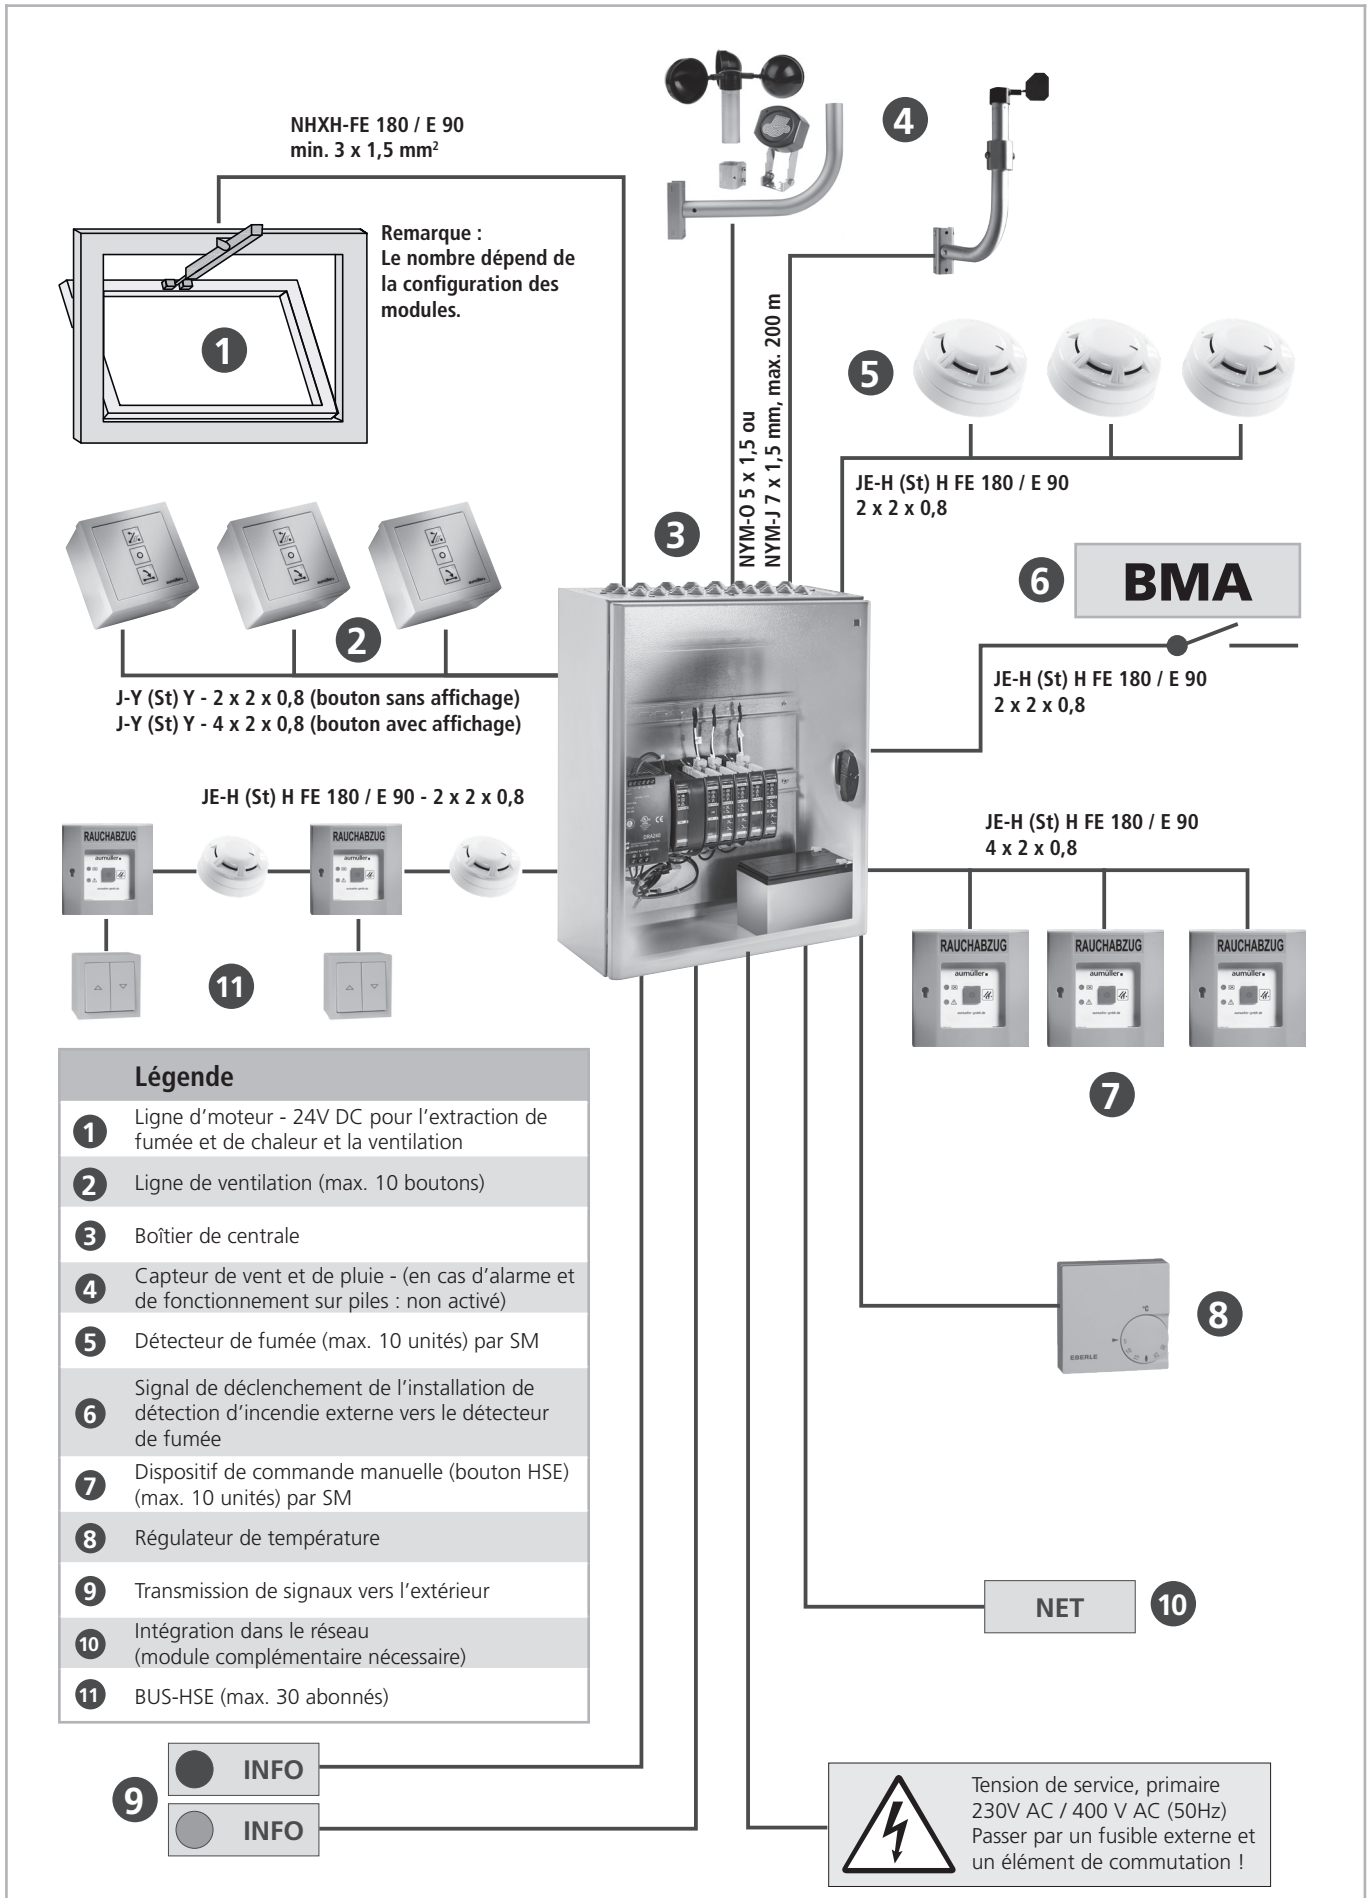 NHXH-FE 180 / E 90
min. 3 x 1,5 mm²
4
Remarque :
Le nombre dépend de
la configuration des
modules.
1
NYM-O 5 x 1,5 ou
NYM-J 7 x 1,5 mm, max. 200 m
5
JE-H (St) H FE 180 / E 90
2 x 2 x 0,8
3
6
BMA
JE-H (St) H FE 180 / E 90
2 x 2 x 0,8
2
J-Y (St) Y - 2 x 2 x 0,8 (bouton sans affichage)
J-Y (St) Y - 4 x 2 x 0,8 (bouton avec affichage)
JE-H (St) H FE 180 / E 90 - 2 x 2 x 0,8
RAUCHABZUG
aumüller
RAUCHABZUG
aumüller
11
JE-H (St) H FE 180 / E 90
4 x 2 x 0,8
RAUCHABZUG
aumüller
RAUCHABZUG
aumüller
RAUCHABZUG
aumüller
7
Légende
1 Ligne d'moteur - 24V DC pour l'extraction de
fumée et de chaleur et la ventilation
2 Ligne de ventilation (max. 10 boutons)
3 Boîtier de centrale
4 Capteur de vent et de pluie - (en cas d'alarme et
de fonctionnement sur piles : non activé)
5 Détecteur de fumée (max. 10 unités) par SM
6 Signal de déclenchement de l'installation de
détection d'incendie externe vers le détecteur
de fumée
7 Dispositif de commande manuelle (bouton HSE)
(max. 10 unités) par SM
8 Régulateur de température
9 Transmission de signaux vers l'extérieur
10 Intégration dans le réseau
(module complémentaire nécessaire)
11 BUS-HSE (max. 30 abonnés)
°C
EBERLE
8
NET
10
9
INFO
INFO
Tension de service, primaire
230V AC / 400 V AC (50Hz)
Passer par un fusible externe et
un élément de commutation !